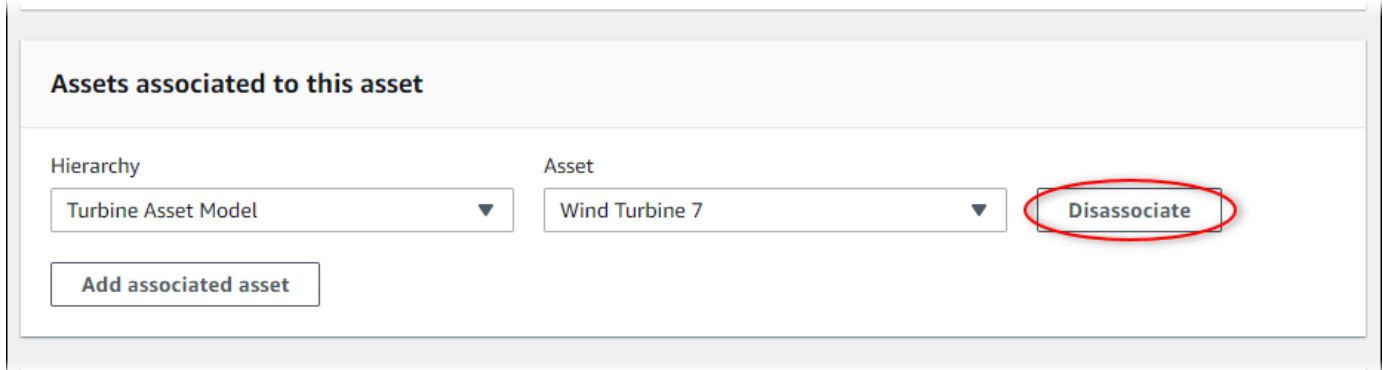 Assets associated to this asset
Hierarchy
Asset
Turbine Asset Model
Wind Turbine 7
Disassociate
Add associated asset